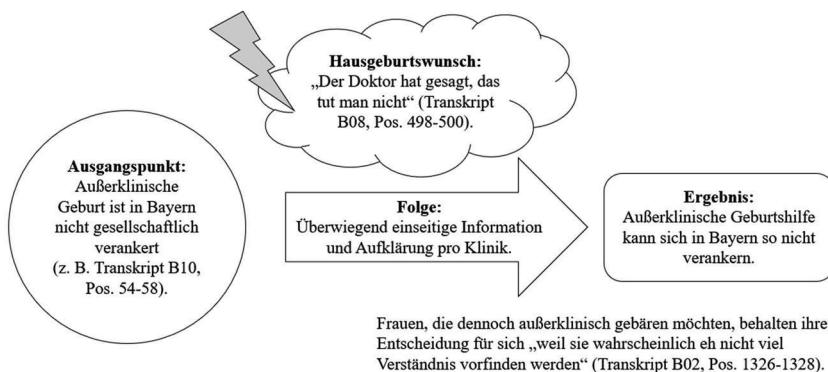 Hausgeburtswunsch:
„Der Doktor hat gesagt, das
tut man nicht“ (Transkript
B08, Pos. 498-500).
Ausgangspunkt:
Außerklinische
Geburt ist in Bayern
nicht gesellschaftlich
verankert
(z. B. Transkript B10,
Pos. 54-58).
Folge:
Überwiegend einseitige Information
und Aufklärung pro Klinik.
Ergebnis:
Außerklinische Geburtshilfe
kann sich in Bayern so nicht
verankern.
Frauen, die dennoch außerklinisch gebären möchten, behalten ihre
Entscheidung für sich „weil sie wahrscheinlich eh nicht viel
Verständnis vorfinden werden“ (Transkript B02, Pos. 1326-1328).